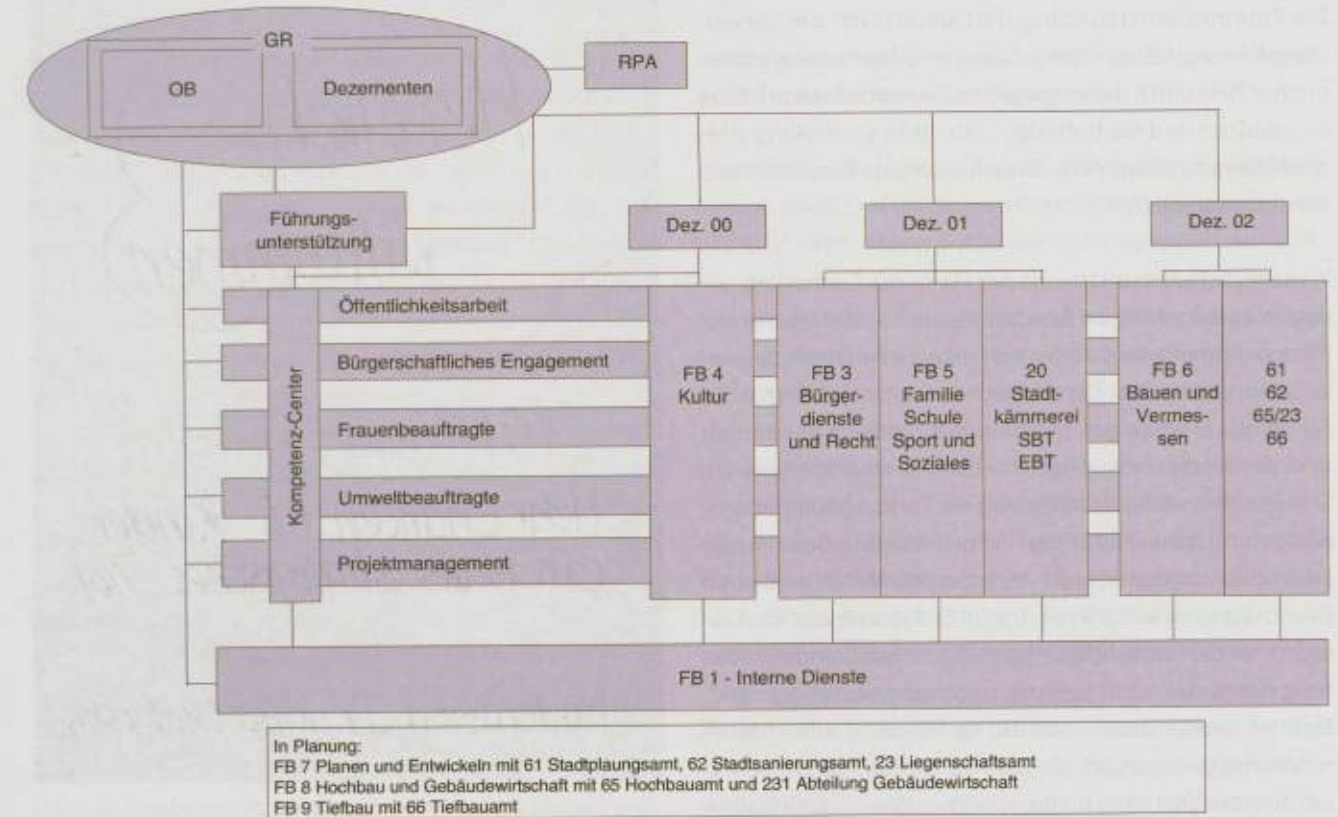 GR
OB
Dezernenten
RPA
Führungs-
unterstützung
Dez. 00
Dez. 01
Dez. 02
Kompetenz-Center
Öffentlichkeitsarbeit
Bürgerschaftliches Engagement
Frauenbeauftragte
Umweltbeauftragte
Projektmanagement
FB 4
Kultur
FB 3
Bürger-
dienste
und Recht
FB 5
Familie
Schule
Sport und
Soziales
20
Stadt-
kämmerei
SBT
EBT
FB 6
Bauen und
Vermes-
sen
61
62
65/23
66
FB 1 - Interne Dienste
In Planung:
FB 7 Planen und Entwickeln mit 61 Stadtplaungsamt, 62 Stadtsanierungsamt, 23 Liegenschaftsamt
FB 8 Hochbau und Gebäudewirtschaft mit 65 Hochbauamt und 231 Abteilung Gebäudewirtschaft
FB 9 Tiefbau mit 66 Tiefbauamt